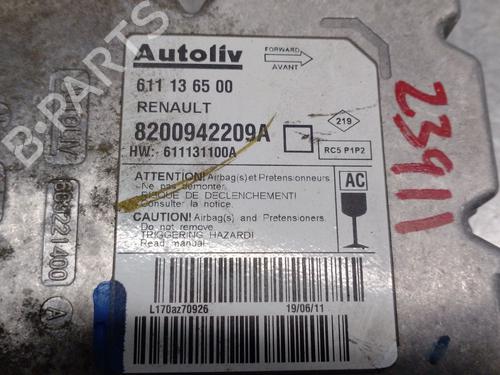 Autoliv
FORWARD
AVANT
611 13 65 00
RENAULT
8200942209A
219
HW: 611131100A
RC5 P1P2
ATTENTION! Airbag(s) et Pretensionneurs
Ne pas demonter.
RISQUE DE DECLENCHEMENT!
Consulter la notice.
AC
CAUTION! Airbag(s) and Pretensioners.
Do not remove
TRIGGERING HAZARD!
Read manual
L170az70926
19/06/11
23911
B-PARTS
A